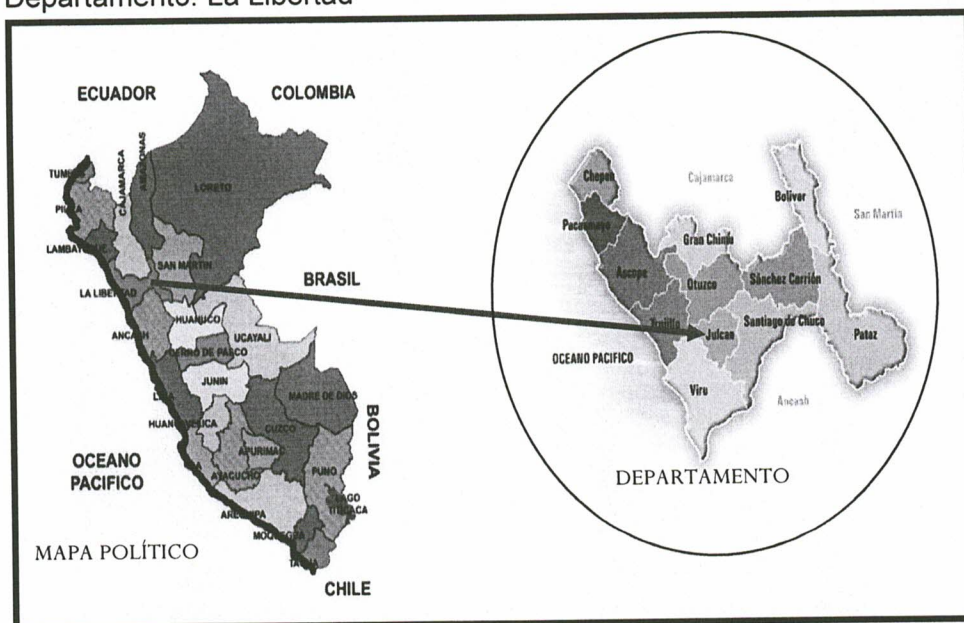 Departamento: La Libertad
ECUADOR
COLOMBIA
TUMBES
CAJAMARCA
AMAZONAS
LORETO
PIURA
LAMBAYEQUE
SAN MARTIN
BRASIL
LA LIBERTAD
ANCASH
HUANUCO
UCAYALI
CERRO DE PASCO
JUNIN
LIMA
MADRE DE DIOS
HUANCAVELICA
CUZCO
BOLIVIA
APURIMAC
AYACUCHO
PUNO
OCEANO
PACIFICO
LAGO
TITICACA
AREQUIPA
MOQUEGUA
TACNA
MAPA POLÍTICO
CHILE
Chepen
Cajamarca
Bolivar
San Martin
Pacasmayo
Gran Chimu
Ascope
Otuzco
Sánchez Carrión
Trujillo
Julcan
Santiago de Chuco
Pataz
OCEANO PACIFICO
Viru
Ancash
DEPARTAMENTO